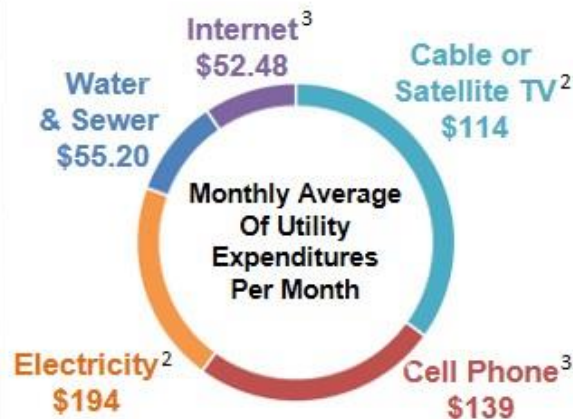 Internet³
$52.48
Cable or
Satellite TV²
$114
Water
& Sewer
$55.20
Monthly Average
Of Utility
Expenditures
Per Month
Electricity²
$194
Cell Phone³
$139